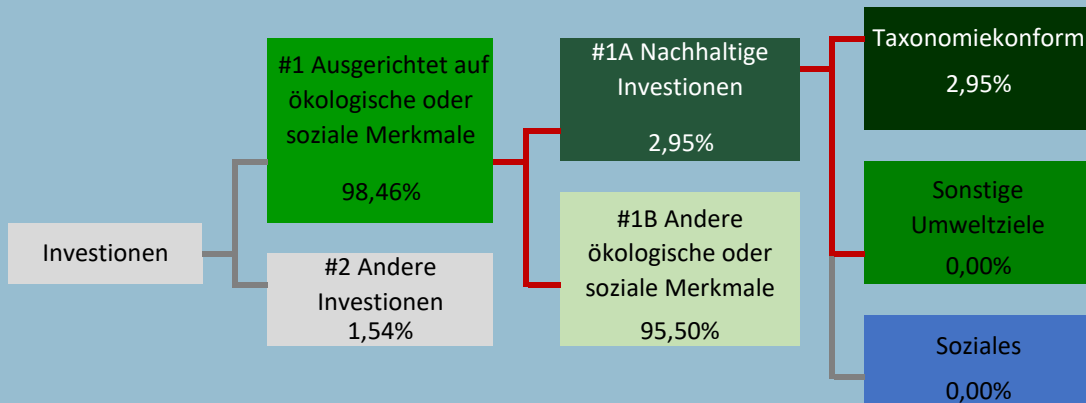 Investionen
#1 Ausgerichtet auf
ökologische oder
soziale Merkmale
98,46%
#2 Andere
Investionen
1,54%
#1A Nachhaltige
Investionen
2,95%
#1B Andere
ökologische oder
soziale Merkmale
95,50%
Taxonomiekonform
2,95%
Sonstige
Umweltziele
0,00%
Soziales
0,00%